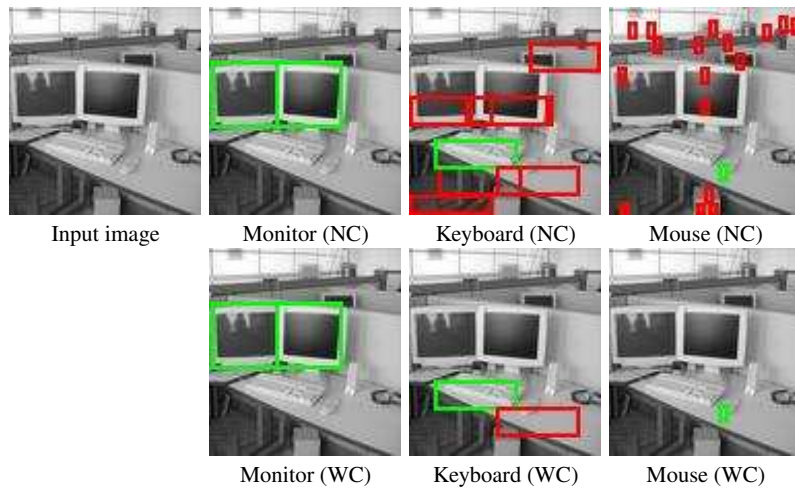 Input image
Monitor (NC)
Keyboard (NC)
Mouse (NC)
Monitor (WC)
Keyboard (WC)
Mouse (WC)